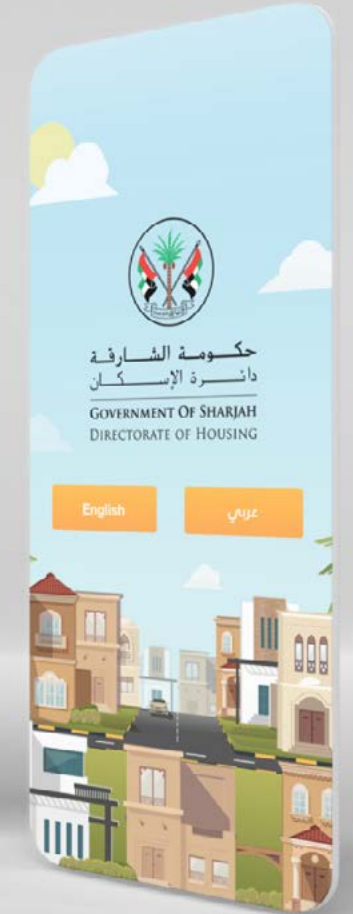 حكومة الشارقة
دائرة الإسكان
GOVERNMENT OF SHARJAH
DIRECTORATE OF HOUSING
English
عربي